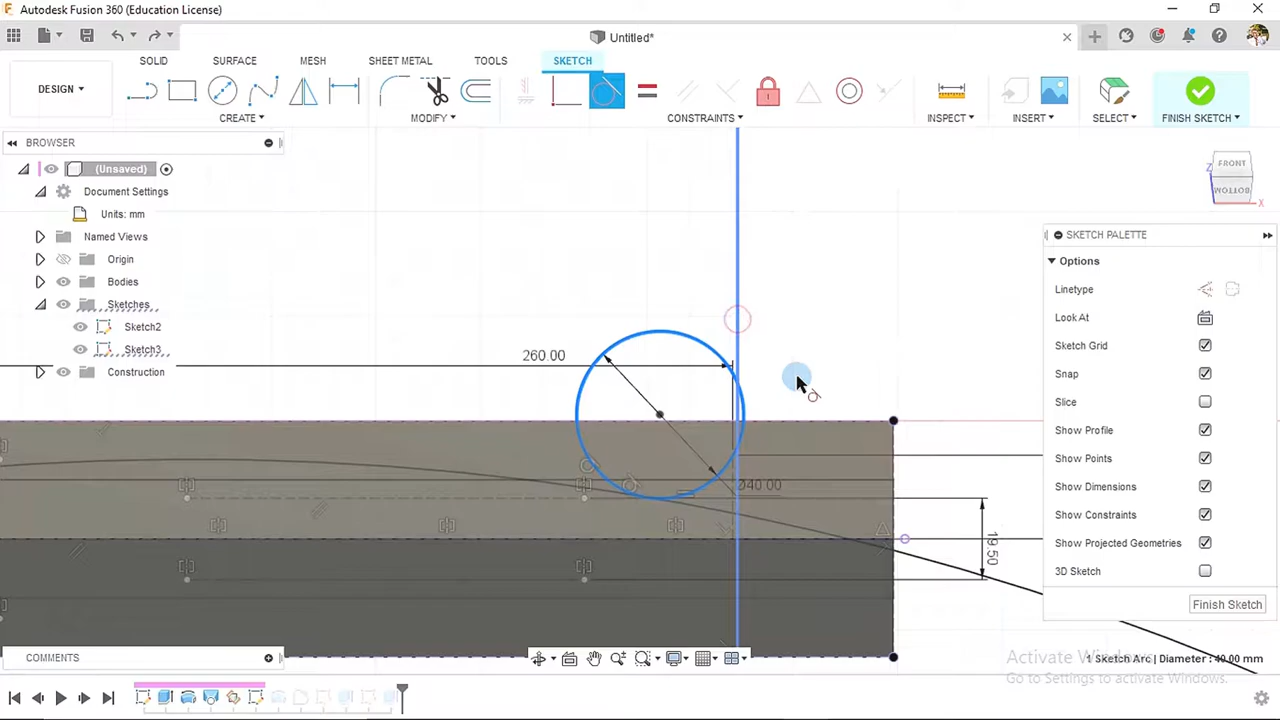 Autodesk Fusion 360 (Education License)
Untitled*
SOLID SURFACE MESH SHEET METAL TOOLS SKETCH
DESIGN
CREATE MODIFY CONSTRAINTS INSPECT INSERT SELECT FINISH SKETCH
BROWSER
(Unsaved)
Document Settings
Units: mm
Named Views
Origin
Bodies
Sketches
Sketch2
Sketch3
Construction
FRONT
BOTTOM
Z
X
260.00
Ø40.00
19.50
SKETCH PALETTE
Options
Linetype
Look At
Sketch Grid
Snap
Slice
Show Profile
Show Points
Show Dimensions
Show Constraints
Show Projected Geometries
3D Sketch
Finish Sketch
COMMENTS
1 Sketch Arc | Diameter : 40.00 mm
Activate Windows
Go to Settings to activate Windows.